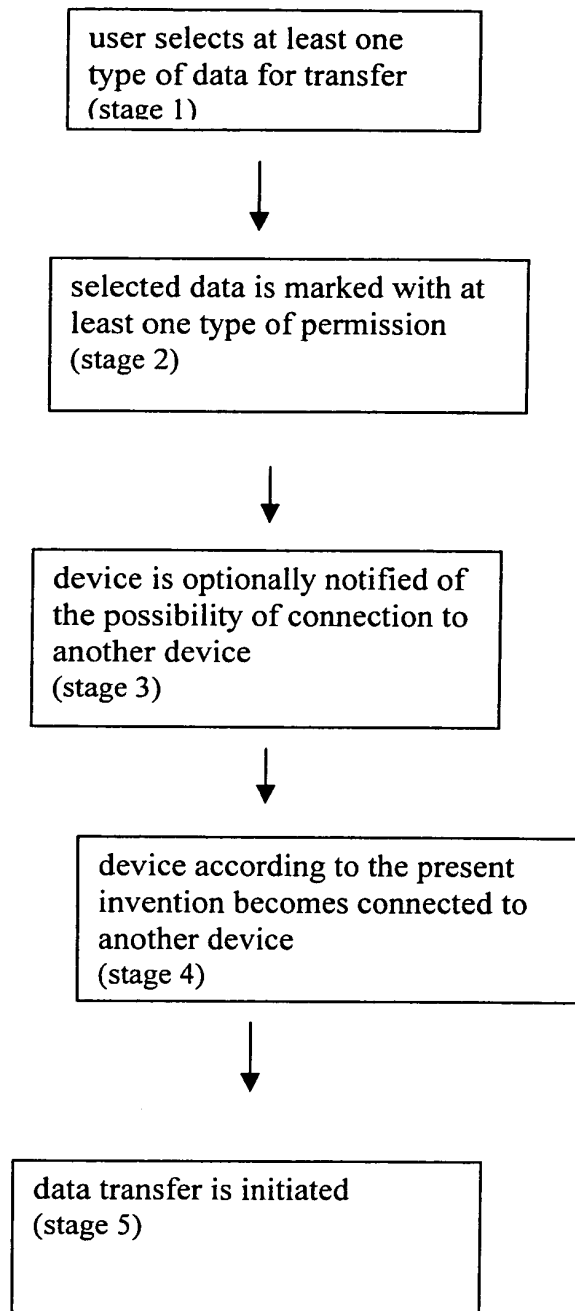 user selects at least one
type of data for transfer
(stage 1)
selected data is marked with at
least one type of permission
(stage 2)
device is optionally notified of
the possibility of connection to
another device
(stage 3)
device according to the present
invention becomes connected to
another device
(stage 4)
data transfer is initiated
(stage 5)